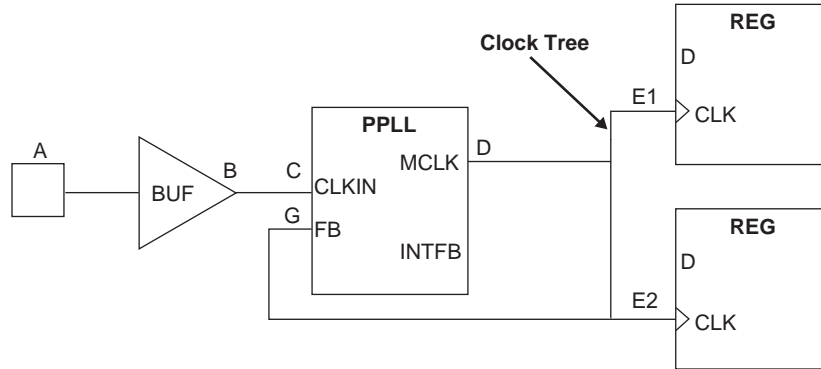 REG
Clock Tree
D
E1
CLK
PPLL
A
D
MCLK
B
C
BUF
CLKIN
G
FB
REG
INTFB
D
E2
CLK